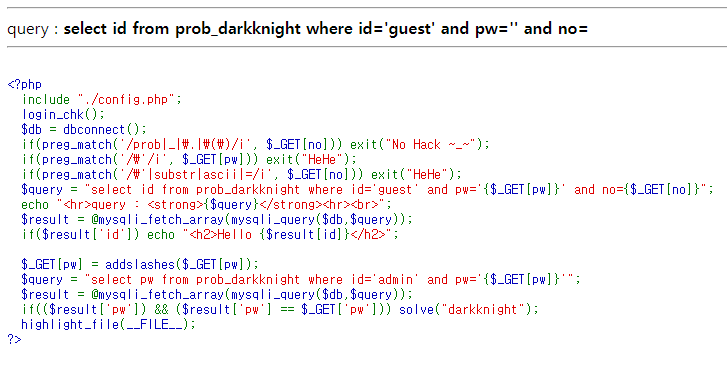 query : select id from prob_darkknight where id='guest' and pw='' and no=
<?php
include "./config.php";
login_chk();
$db = dbconnect();
if(preg_match('/prob|_|₩.|₩(₩)/i', $_GET[no])) exit("No Hack ~_~");
if(preg_match('/₩'/i', $_GET[pw])) exit("HeHe");
if(preg_match('/₩'|substr|ascii|=/i', $_GET[no])) exit("HeHe");
$query = "select id from prob_darkknight where id='guest' and pw='{$_GET[pw]}' and no={$_GET[no]}";
echo "<hr>query : <strong>{$query}</strong><hr><br>";
$result = @mysqli_fetch_array(mysqli_query($db,$query));
if($result['id']) echo "<h2>Hello {$result[id]}</h2>";
$_GET[pw] = addslashes($_GET[pw]);
$query = "select pw from prob_darkknight where id='admin' and pw='{$_GET[pw]}'";
$result = @mysqli_fetch_array(mysqli_query($db,$query));
if(($result['pw']) && ($result['pw'] == $_GET['pw'])) solve("darkknight");
highlight_file(__FILE__);
?>